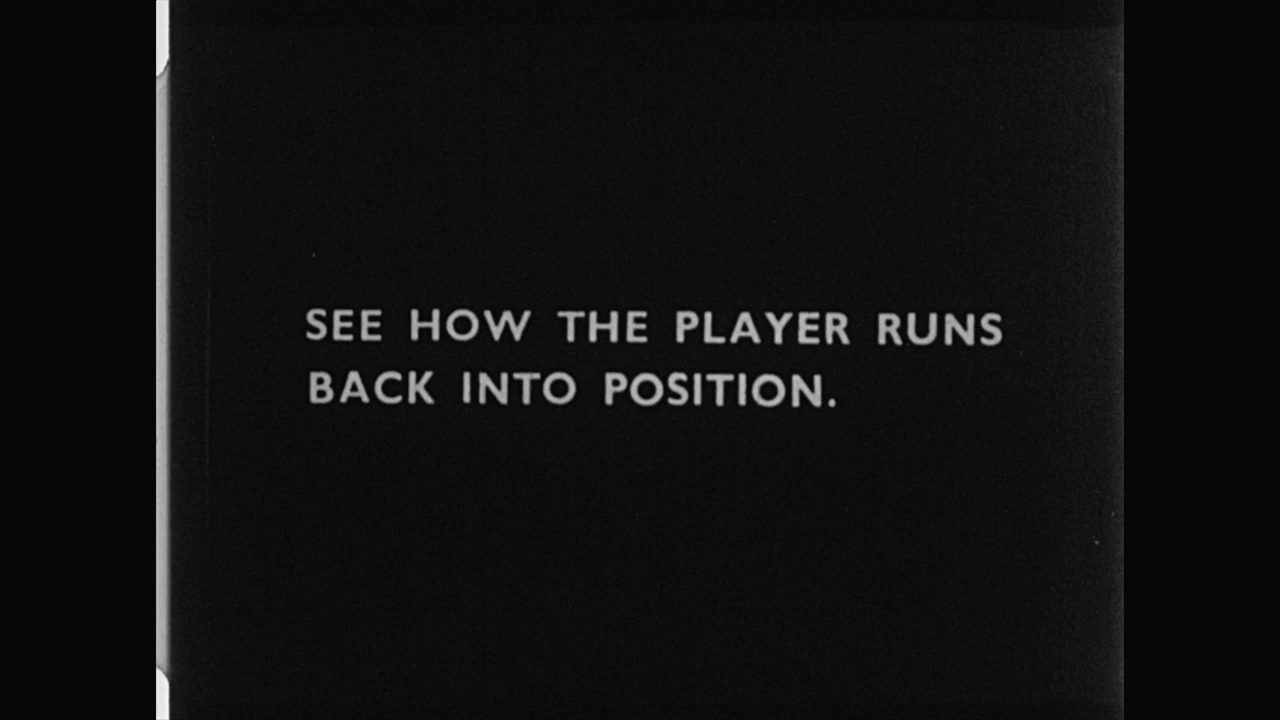 SEE HOW THE PLAYER RUNS
BACK INTO POSITION.